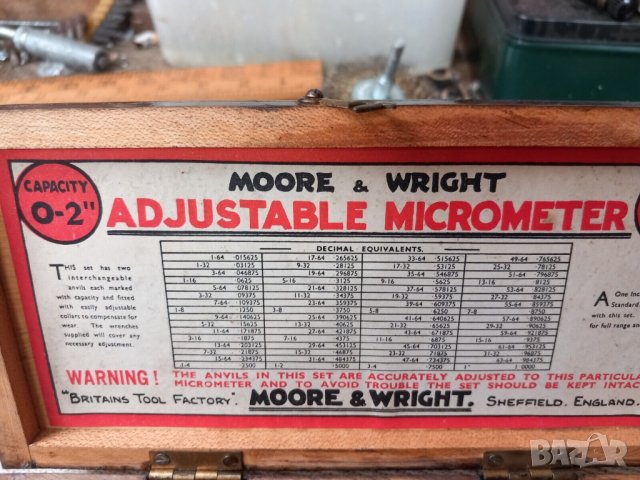 CAPACITY
0-2"
MOORE & WRIGHT
ADJUSTABLE MICROMETER
DECIMAL EQUIVALENTS.
1-64 .015625 17-64 .265625 33-64 .515625 49-64 .765625
1-32 .03125 9-32 .28125 17-32 .53125 25-32 .78125
3-64 .046875 19-64 .296875 35-64 .546875 51-64 .796875
1-16 .0625 5-16 .3125 9-16 .5625 13-16 .8125
5-64 .078125 21-64 .328125 37-64 .578125 53-64 .828125
3-32 .09375 11-32 .34375 19-32 .59375 27-32 .84375
7-64 .109375 23-64 .359375 39-64 .609375 55-64 .859375
1-8 .1250 3-8 .3750 5-8 .6250 7-8 .8750
9-64 .140625 25-64 .390625 41-64 .640625 57-64 .890625
5-32 .15625 13-32 .40625 21-32 .65625 29-32 .90625
11-64 .171875 27-64 .421875 43-64 .671875 59-64 .921875
3-16 .1875 7-16 .4375 11-16 .6875 15-16 .9375
13-64 .203125 29-64 .453125 45-64 .703125 61-64 .953125
7-32 .21875 15-32 .46875 23-32 .71875 31-32 .96875
15-64 .234375 31-64 .484375 47-64 .734375 63-64 .984375
1-4 .2500 1-2 .5000 3-4 .7500 1" 1.0000
THIS set has two
interchangeable
anvils each marked
with capacity and fitted
with easily adjustable
collars to compensate for
wear. The wrenches
supplied will cover any
necessary adjustment.
A One Inc
Standard
with this set.
for full range an
WARNING! THE ANVILS IN THIS SET ARE ACCURATELY ADJUSTED TO THIS PARTICULA
MICROMETER AND TO AVOID TROUBLE THE SET SHOULD BE KEPT INTAC
"BRITAINS TOOL FACTORY". MOORE & WRIGHT. SHEFFIELD. ENGLAND.
BAZAR
bg